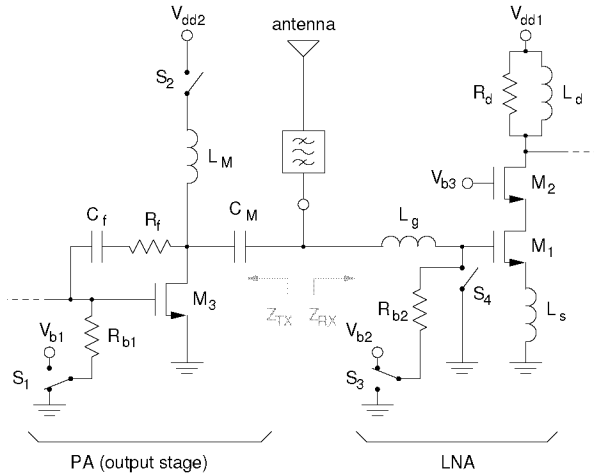 V_dd2
antenna
V_dd1
S_2
R_d
L_d
L_M
V_b3
M_2
C_f
R_f
C_M
L_g
M_1
M_3
Z_TX
Z_RX
S_4
V_b1
R_b1
V_b2
R_b2
L_s
S_1
S_3
PA (output stage)
LNA